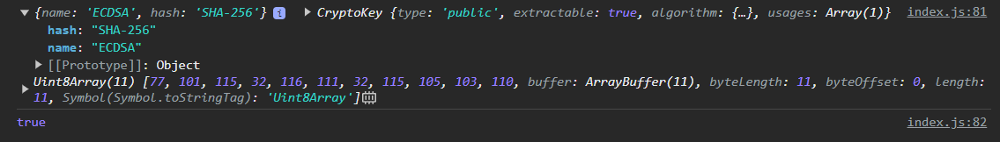 ▼ {name: 'ECDSA', hash: 'SHA-256'} i ▶ CryptoKey {type: 'public', extractable: true, algorithm: {…}, usages: Array(1)} index.js:81
hash: "SHA-256"
name: "ECDSA"
▶ [[Prototype]]: Object
Uint8Array(11) [77, 101, 115, 32, 116, 111, 32, 115, 105, 103, 110, buffer: ArrayBuffer(11), byteLength: 11, byteOffset: 0, length:
▶ 11, Symbol(Symbol.toStringTag): 'Uint8Array']
true index.js:82